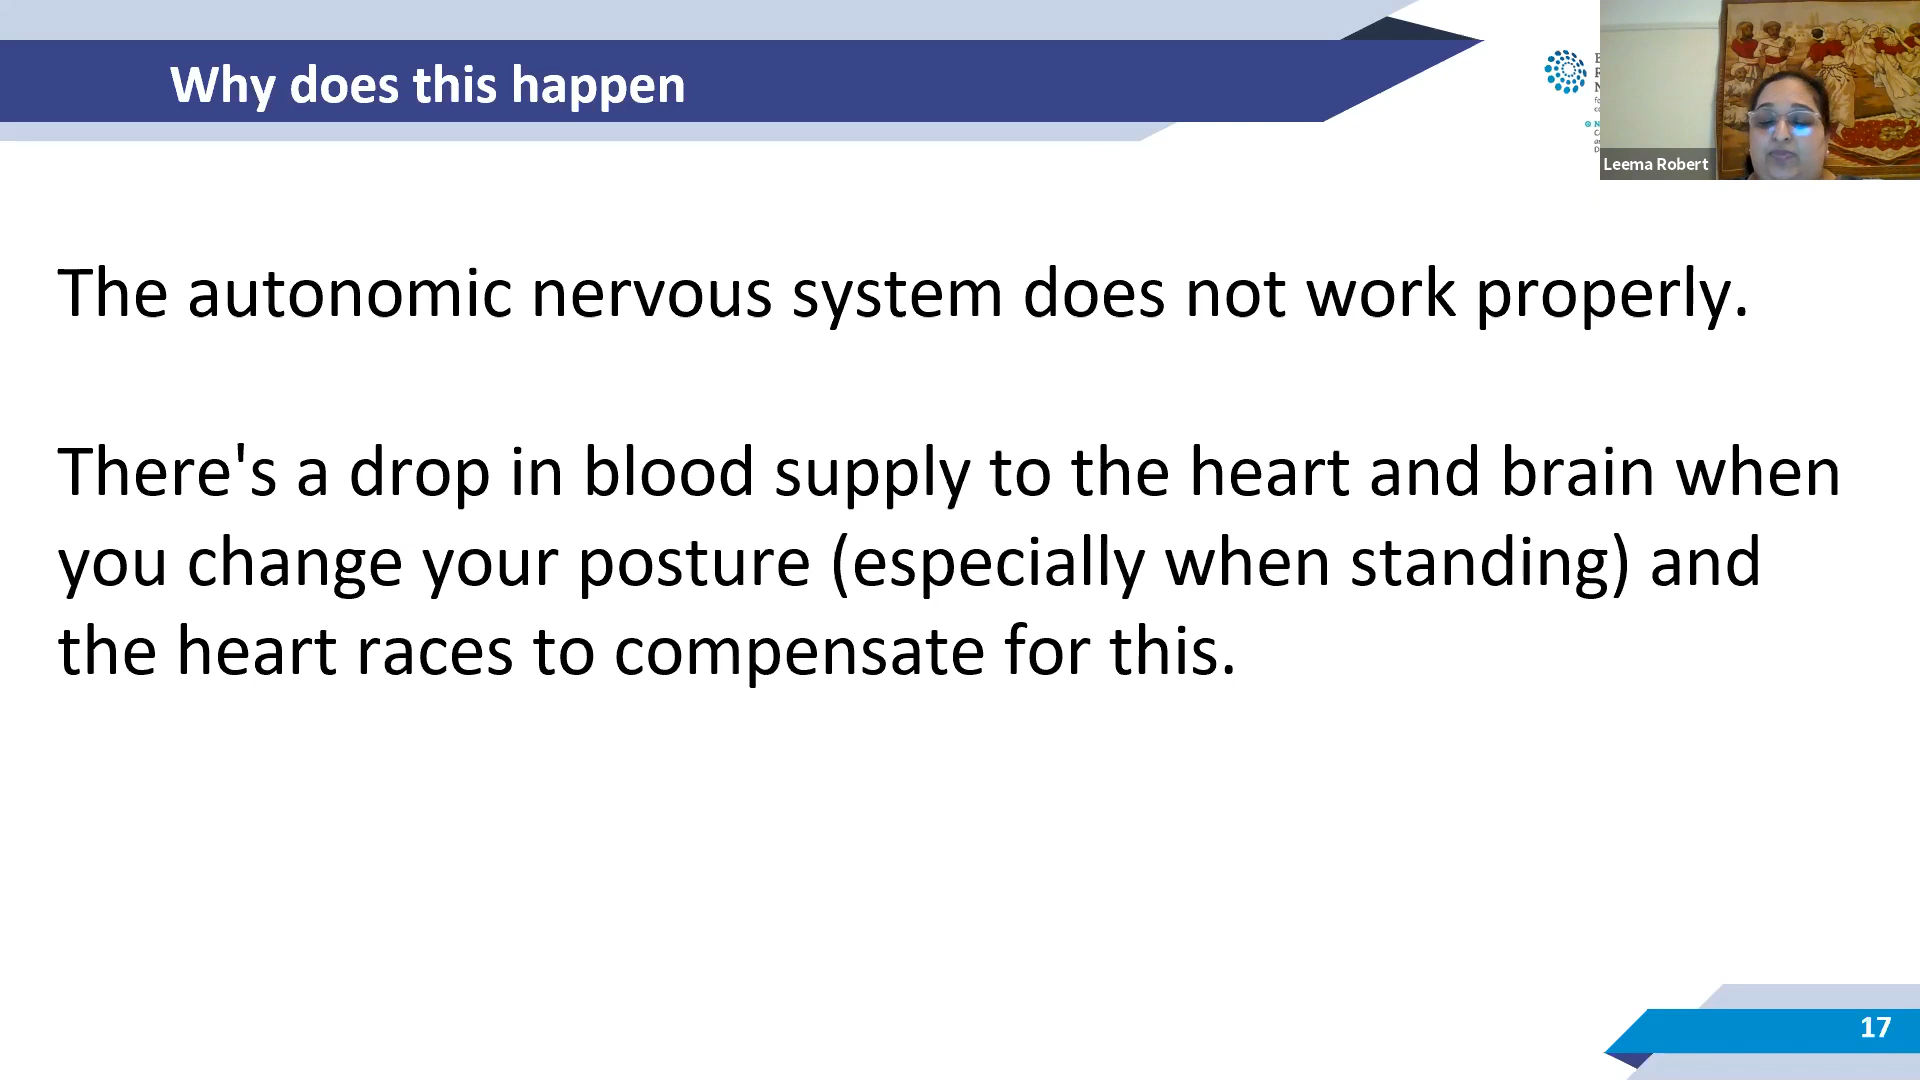 Why does this happen
Leema Robert
The autonomic nervous system does not work properly.
There's a drop in blood supply to the heart and brain when
you change your posture (especially when standing) and
the heart races to compensate for this.
17